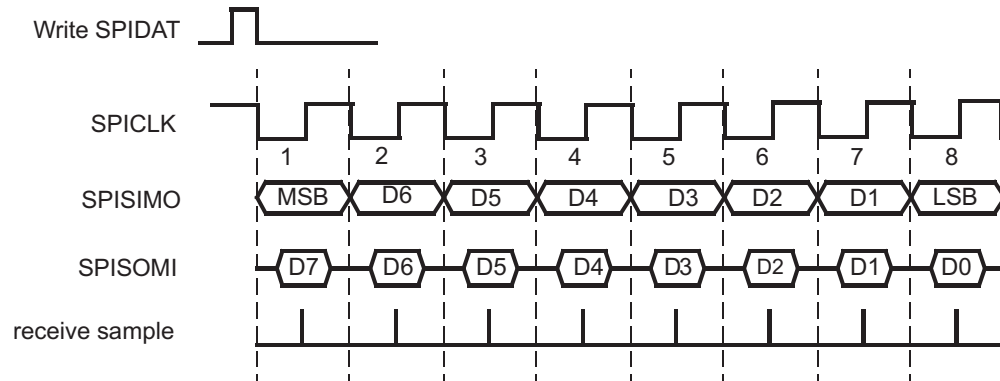 Write SPIDAT
SPICLK
1 2 3 4 5 6 7 8
SPISIMO MSB D6 D5 D4 D3 D2 D1 LSB
SPISOMI D7 D6 D5 D4 D3 D2 D1 D0
receive sample